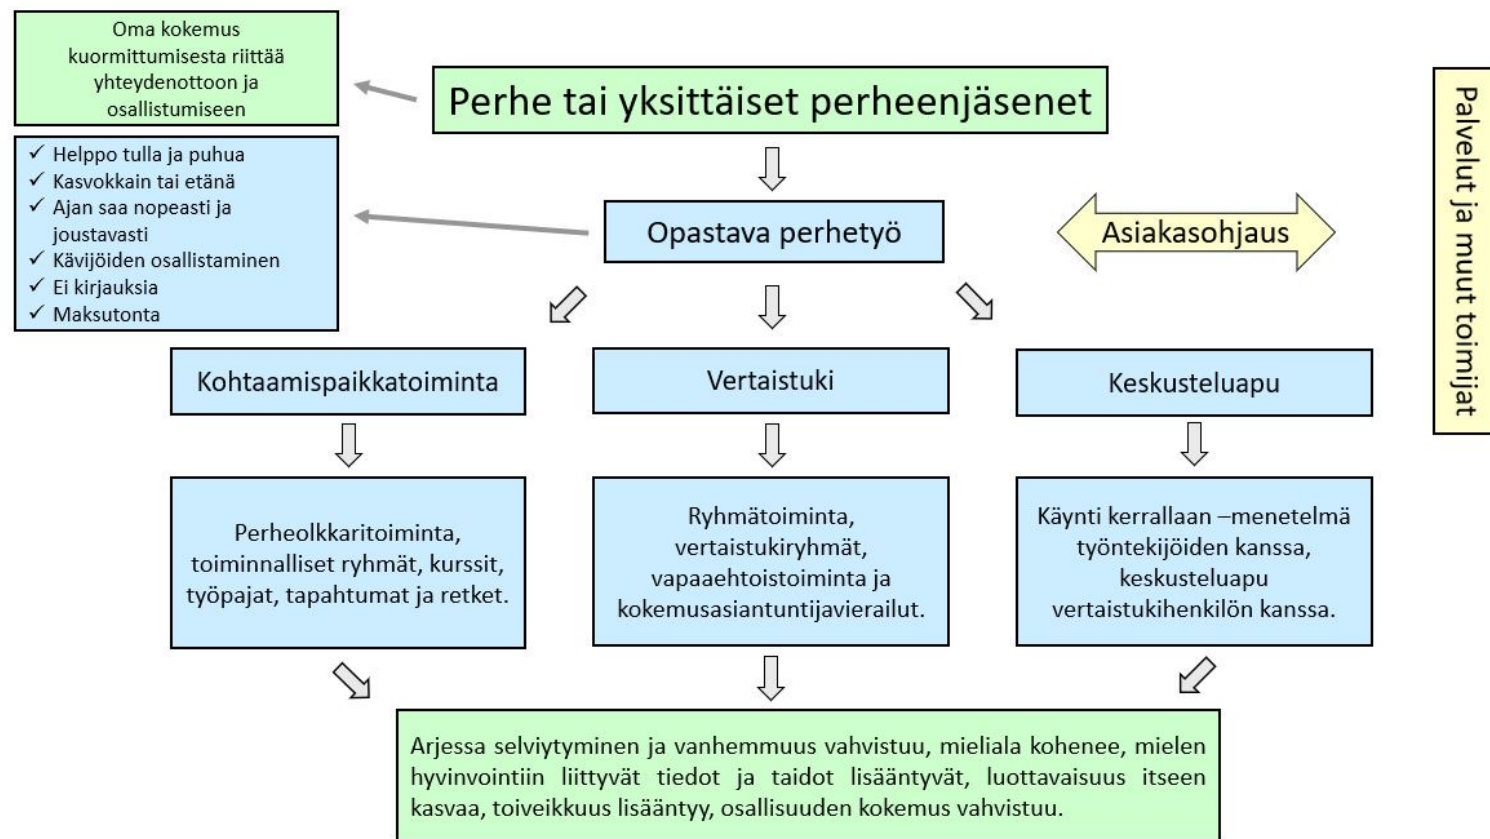 Oma kokemus
kuormittumisesta riittää
yhteydenottoon ja
osallistumiseen
Perhe tai yksittäiset perheenjäsenet
✓ Helppo tulla ja puhua
✓ Kasvokkain tai etänä
✓ Ajan saa nopeasti ja
joustavasti
✓ Kävijöiden osallistaminen
✓ Ei kirjauksia
✓ Maksutonta
Opastava perhetyö
Asiakasohjaus
Palvelut ja muut toimijat
Kohtaamispaikkatoiminta
Vertaistuki
Keskusteluapu
Perheolkkaritoiminta,
toiminnalliset ryhmät, kurssit,
työpajat, tapahtumat ja retket.
Ryhmätoiminta,
vertaistukiryhmät,
vapaaehtoistoiminta ja
kokemusasiantuntijavierailut.
Käynti kerrallaan –menetelmä
työntekijöiden kanssa,
keskusteluapu
vertaistukihenkilön kanssa.
Arjessa selviytyminen ja vanhemmuus vahvistuu, mieliala kohenee, mielen
hyvinvointiin liittyvät tiedot ja taidot lisääntyvät, luottavaisuus itseen
kasvaa, toiveikkuus lisääntyy, osallisuuden kokemus vahvistuu.